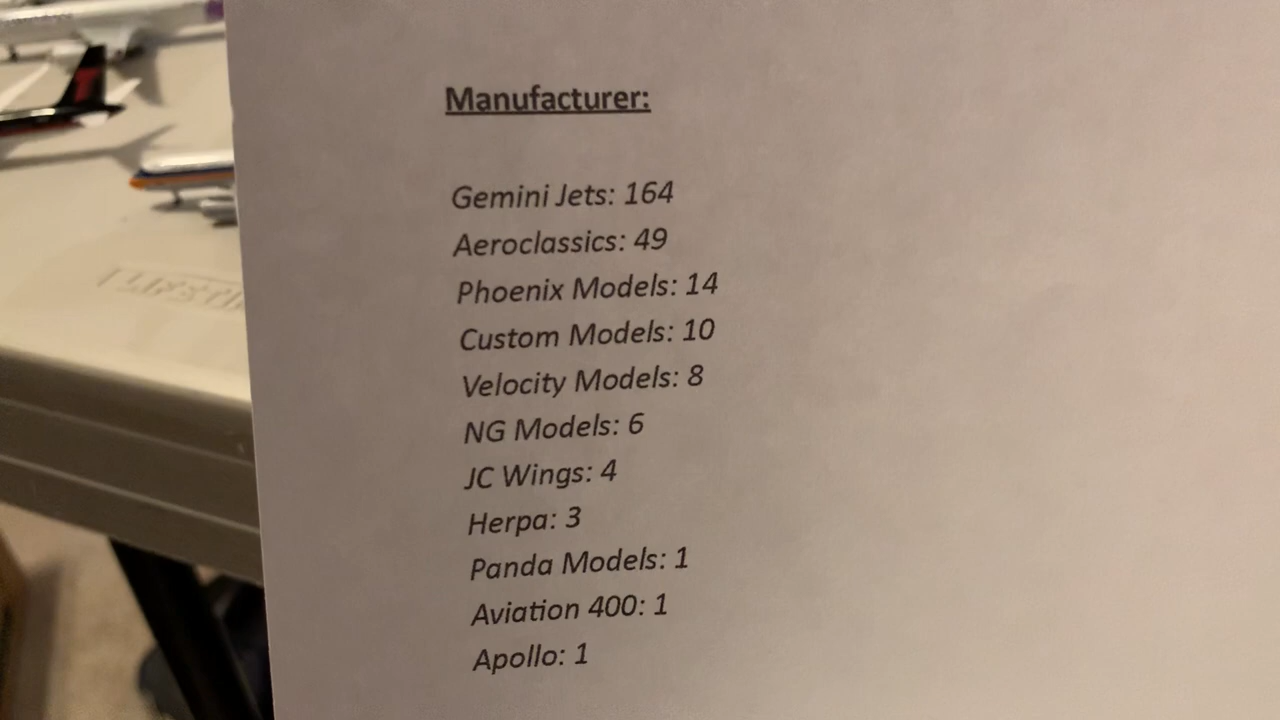 Manufacturer:
Gemini Jets: 164
Aeroclassics: 49
Phoenix Models: 14
Custom Models: 10
Velocity Models: 8
NG Models: 6
JC Wings: 4
Herpa: 3
Panda Models: 1
Aviation 400: 1
Apollo: 1